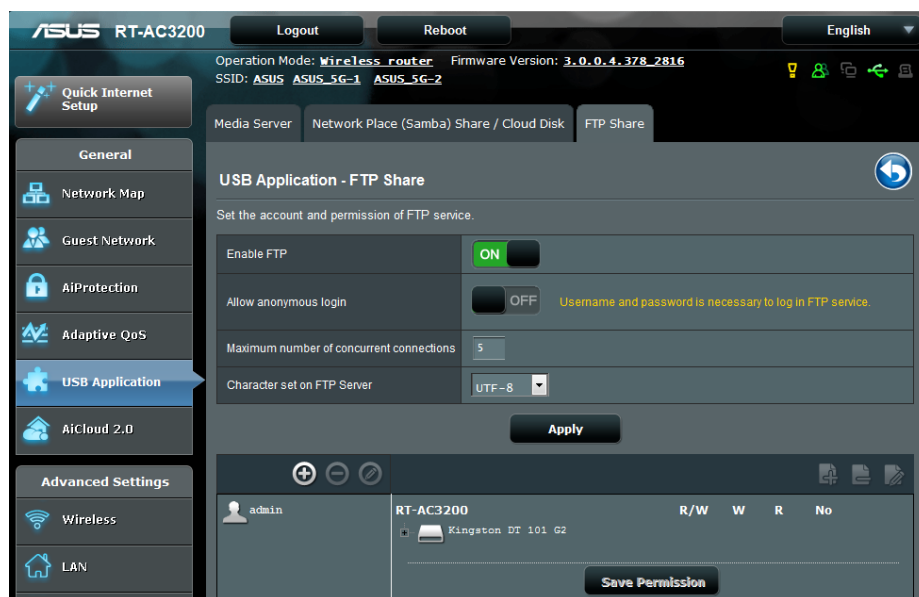 ASUS RT-AC3200 Logout Reboot English
Operation Mode: Wireless router Firmware Version: 3.0.0.4.378_2816
SSID: ASUS ASUS_5G-1 ASUS_5G-2
Quick Internet
Setup
Media Server Network Place (Samba) Share / Cloud Disk FTP Share
General
Network Map
Guest Network
AiProtection
Adaptive QoS
USB Application
AiCloud 2.0
Advanced Settings
Wireless
LAN
USB Application - FTP Share
Set the account and permission of FTP service.
Enable FTP ON
Allow anonymous login OFF Username and password is necessary to log in FTP service.
Maximum number of concurrent connections 5
Character set on FTP Server UTF-8
Apply
admin RT-AC3200 R/W W R No
Kingston DT 101 G2
Save Permission